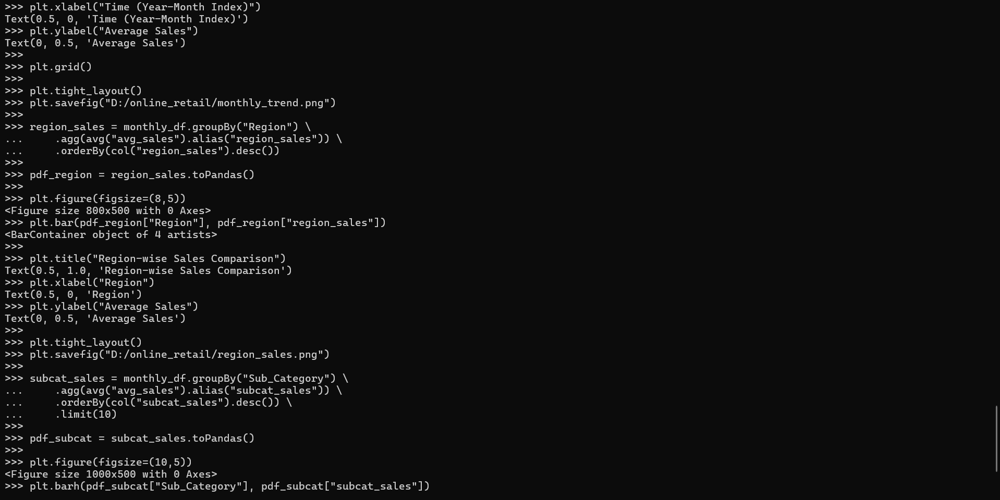 >>> plt.xlabel("Time (Year-Month Index)")
Text(0.5, 0, 'Time (Year-Month Index)')
>>> plt.ylabel("Average Sales")
Text(0, 0.5, 'Average Sales')
>>>
>>> plt.grid()
>>>
>>> plt.tight_layout()
>>> plt.savefig("D:/online_retail/monthly_trend.png")
>>>
>>> region_sales = monthly_df.groupBy("Region") \
...     .agg(avg("avg_sales").alias("region_sales")) \
...     .orderBy(col("region_sales").desc())
>>>
>>> pdf_region = region_sales.toPandas()
>>>
>>> plt.figure(figsize=(8,5))
<Figure size 800x500 with 0 Axes>
>>> plt.bar(pdf_region["Region"], pdf_region["region_sales"])
<BarContainer object of 4 artists>
>>>
>>> plt.title("Region-wise Sales Comparison")
Text(0.5, 1.0, 'Region-wise Sales Comparison')
>>> plt.xlabel("Region")
Text(0.5, 0, 'Region')
>>> plt.ylabel("Average Sales")
Text(0, 0.5, 'Average Sales')
>>>
>>> plt.tight_layout()
>>> plt.savefig("D:/online_retail/region_sales.png")
>>>
>>> subcat_sales = monthly_df.groupBy("Sub_Category") \
...     .agg(avg("avg_sales").alias("subcat_sales")) \
...     .orderBy(col("subcat_sales").desc()) \
...     .limit(10)
>>>
>>> pdf_subcat = subcat_sales.toPandas()
>>>
>>> plt.figure(figsize=(10,5))
<Figure size 1000x500 with 0 Axes>
>>> plt.barh(pdf_subcat["Sub_Category"], pdf_subcat["subcat_sales"])